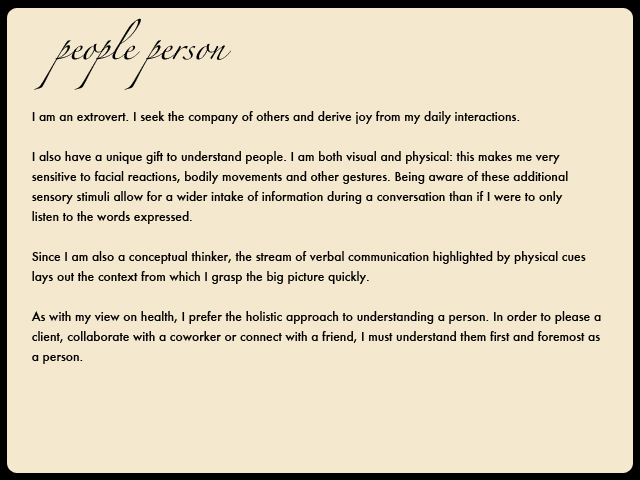 people person
I am an extrovert. I seek the company of others and derive joy from my daily interactions.
I also have a unique gift to understand people. I am both visual and physical: this makes me very
sensitive to facial reactions, bodily movements and other gestures. Being aware of these additional
sensory stimuli allow for a wider intake of information during a conversation than if I were to only
listen to the words expressed.
Since I am also a conceptual thinker, the stream of verbal communication highlighted by physical cues
lays out the context from which I grasp the big picture quickly.
As with my view on health, I prefer the holistic approach to understanding a person. In order to please a
client, collaborate with a coworker or connect with a friend, I must understand them first and foremost as
a person.